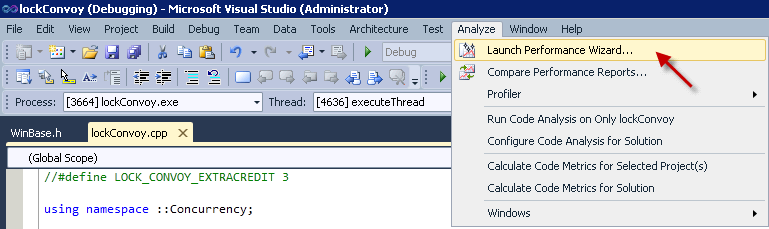 lockConvoy (Debugging) - Microsoft Visual Studio (Administrator)
File Edit View Project Build Debug Team Data Tools Architecture Test Analyze Window Help
Debug
Launch Performance Wizard...
Compare Performance Reports...
Profiler
Run Code Analysis on Only lockConvoy
Configure Code Analysis for Solution
Calculate Code Metrics for Selected Project(s)
Calculate Code Metrics for Solution
Windows
Process: [3664] lockConvoy.exe Thread: [4636] executeThread
WinBase.h lockConvoy.cpp
(Global Scope)
//#define LOCK_CONVOY_EXTRACREDIT 3
using namespace ::Concurrency;